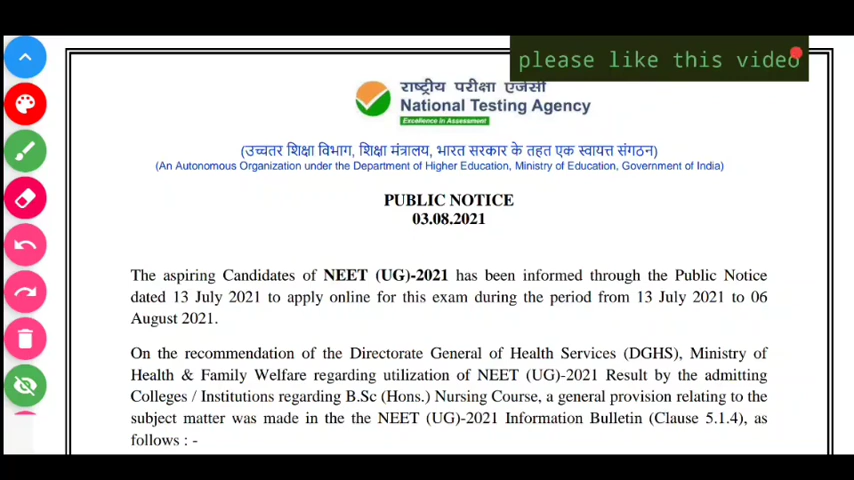 please like this video
राष्ट्रीय परीक्षा एजेंसी
National Testing Agency
Excellence in Assessment
(उच्चतर शिक्षा विभाग, शिक्षा मंत्रालय, भारत सरकार के तहत एक स्वायत्त संगठन)
(An Autonomous Organization under the Department of Higher Education, Ministry of Education, Government of India)
PUBLIC NOTICE
03.08.2021
The aspiring Candidates of NEET (UG)-2021 has been informed through the Public Notice
dated 13 July 2021 to apply online for this exam during the period from 13 July 2021 to 06
August 2021.
On the recommendation of the Directorate General of Health Services (DGHS), Ministry of
Health & Family Welfare regarding utilization of NEET (UG)-2021 Result by the admitting
Colleges / Institutions regarding B.Sc (Hons.) Nursing Course, a general provision relating to the
subject matter was made in the the NEET (UG)-2021 Information Bulletin (Clause 5.1.4), as
follows : -